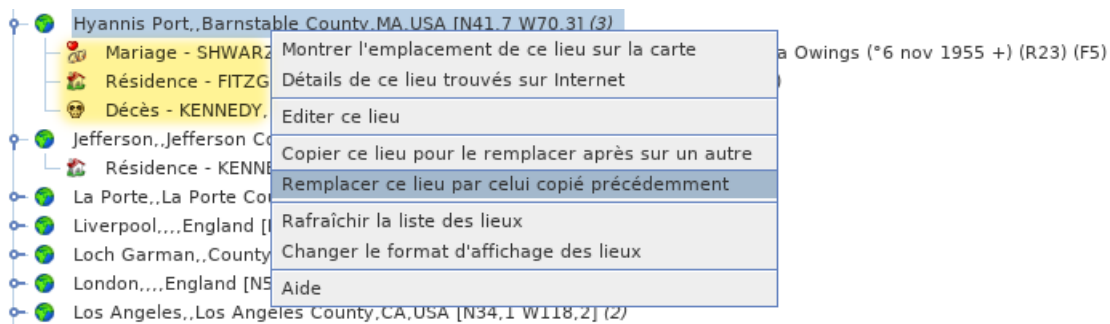 Hyannis Port,,Barnstable County,MA,USA [N41,7 W70,3] (3)
Mariage - SHWARZ a Owings (°6 nov 1955 +) (R23) (F5)
Montrer l'emplacement de ce lieu sur la carte
Résidence - FITZG )
Détails de ce lieu trouvés sur Internet
Décès - KENNEDY,
Editer ce lieu
Jefferson,,Jefferson Co
Copier ce lieu pour le remplacer après sur un autre
Résidence - KENNE
Remplacer ce lieu par celui copié précédemment
La Porte,,La Porte Cou
Liverpool,,,,England [
Rafraîchir la liste des lieux
Loch Garman,,County
Changer le format d'affichage des lieux
London,,,,England [N5
Aide
Los Angeles,,Los Angeles County,CA,USA [N34,1 W118,2] (2)